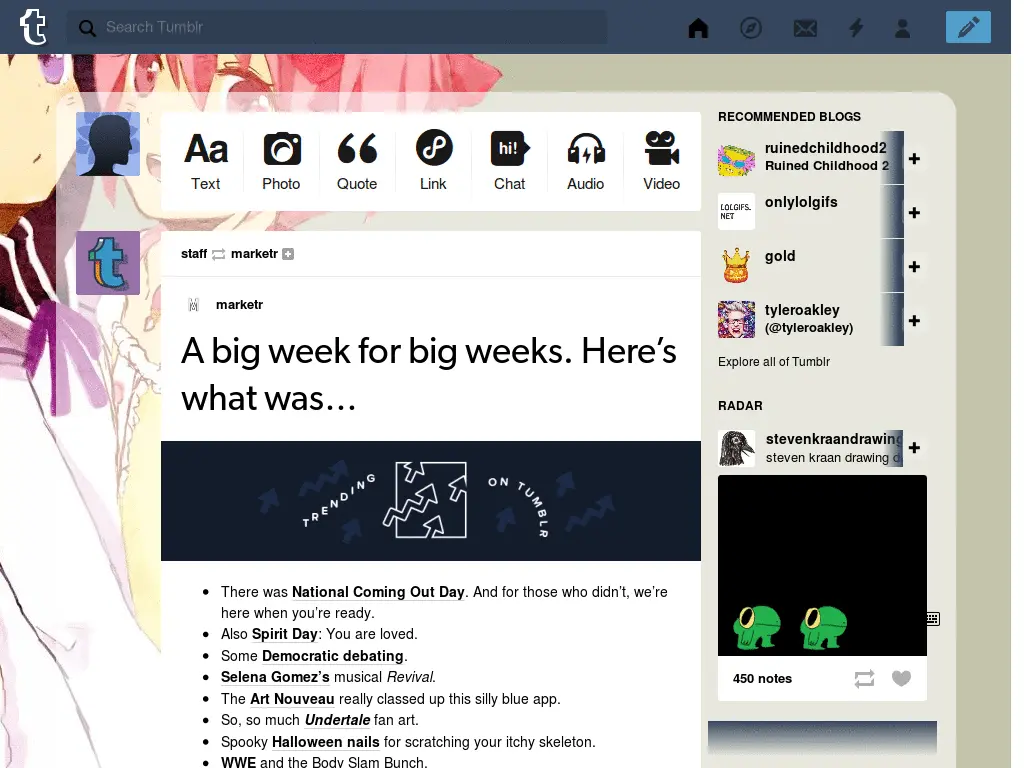 Search Tumblr
Aa
Text
Photo
Quote
Link
hi!
Chat
Audio
Video
staff marketr
marketr
A big week for big weeks. Here’s
what was…
TRENDING
ON TUMBLR
There was National Coming Out Day. And for those who didn’t, we’re
here when you’re ready.
Also Spirit Day: You are loved.
Some Democratic debating.
Selena Gomez’s musical Revival.
The Art Nouveau really classed up this silly blue app.
So, so much Undertale fan art.
Spooky Halloween nails for scratching your itchy skeleton.
WWE and the Body Slam Bunch.
RECOMMENDED BLOGS
ruinedchildhood2
Ruined Childhood 2
LOLGIFS.
NET
onlylolgifs
gold
tyleroakley
(@tyleroakley)
Explore all of Tumblr
RADAR
stevenkraandrawing
steven kraan drawing d
450 notes